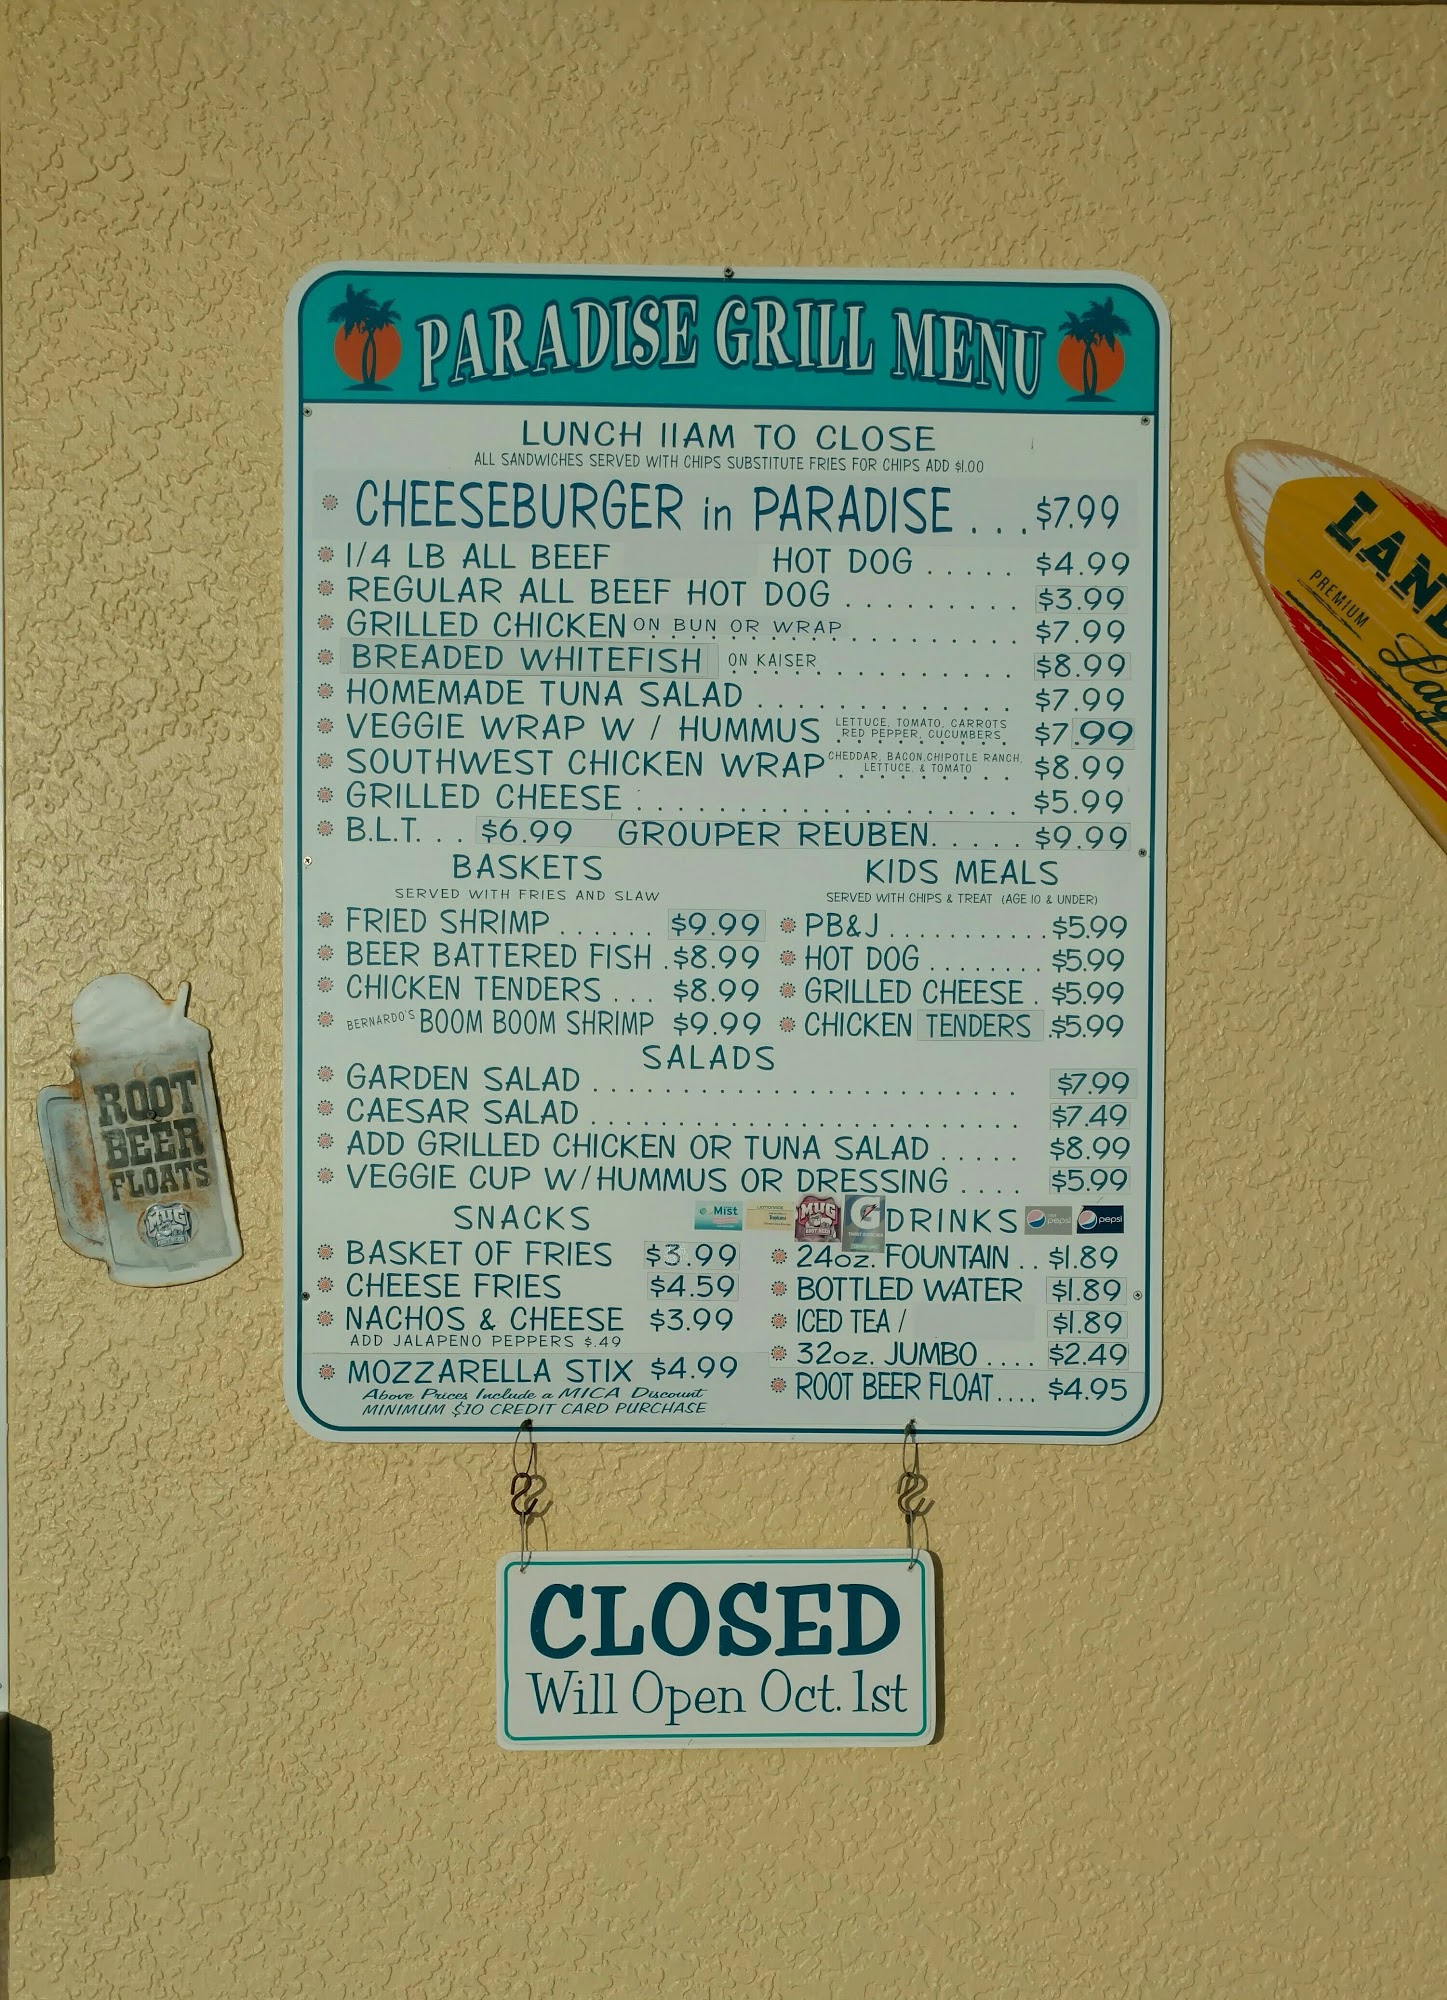 PARADISE GRILL MENU
LUNCH 11AM TO CLOSE
ALL SANDWICHES SERVED WITH CHIPS SUBSTITUTE FRIES FOR CHIPS ADD $1.00
CHEESEBURGER in PARADISE . . . $7.99
1/4 LB ALL BEEF HOT DOG . . . . . $4.99
REGULAR ALL BEEF HOT DOG . . . . . . . . . $3.99
GRILLED CHICKEN ON BUN OR WRAP . . . . . . . . . $7.99
BREADED WHITEFISH ON KAISER . . . . . . . . . $8.99
HOMEMADE TUNA SALAD . . . . . . . . . . . . . $7.99
VEGGIE WRAP W / HUMMUS LETTUCE, TOMATO, CARROTS RED PEPPER, CUCUMBERS $7.99
SOUTHWEST CHICKEN WRAP CHEDDAR, BACON, CHIPOTLE RANCH, LETTUCE, & TOMATO $8.99
GRILLED CHEESE . . . . . . . . . . . . . . . . . . . $5.99
B.L.T. . . . $6.99 GROUPER REUBEN. . . . . $9.99
BASKETS
SERVED WITH FRIES AND SLAW
FRIED SHRIMP . . . . . . $9.99
BEER BATTERED FISH . $8.99
CHICKEN TENDERS . . . $8.99
BERNARDO'S BOOM BOOM SHRIMP $9.99
KIDS MEALS
SERVED WITH CHIPS & TREAT (AGE 10 & UNDER)
PB&J . . . . . . . . . . . $5.99
HOT DOG . . . . . . . . $5.99
GRILLED CHEESE . $5.99
CHICKEN TENDERS $5.99
SALADS
GARDEN SALAD . . . . . . . . . . . . . . . . . . . . . . $7.99
CAESAR SALAD . . . . . . . . . . . . . . . . . . . . . . $7.49
ADD GRILLED CHICKEN OR TUNA SALAD . . . . . $8.99
VEGGIE CUP W/HUMMUS OR DRESSING . . . . $5.99
SNACKS
BASKET OF FRIES $3.99
CHEESE FRIES $4.59
NACHOS & CHEESE $3.99
ADD JALAPENO PEPPERS $.49
MOZZARELLA STIX $4.99
Above Prices Include a MICA Discount
MINIMUM $10 CREDIT CARD PURCHASE
Mist
LEMONADE
Tropicana
MUG
ROOT BEER
G
DRINKS
pepsi
pepsi
24oz. FOUNTAIN . . $1.89
BOTTLED WATER $1.89
ICED TEA / $1.89
32oz. JUMBO . . . . $2.49
ROOT BEER FLOAT . . . . $4.95
CLOSED
Will Open Oct. 1st
ROOT
BEER
FLOATS
MUG
PREMIUM